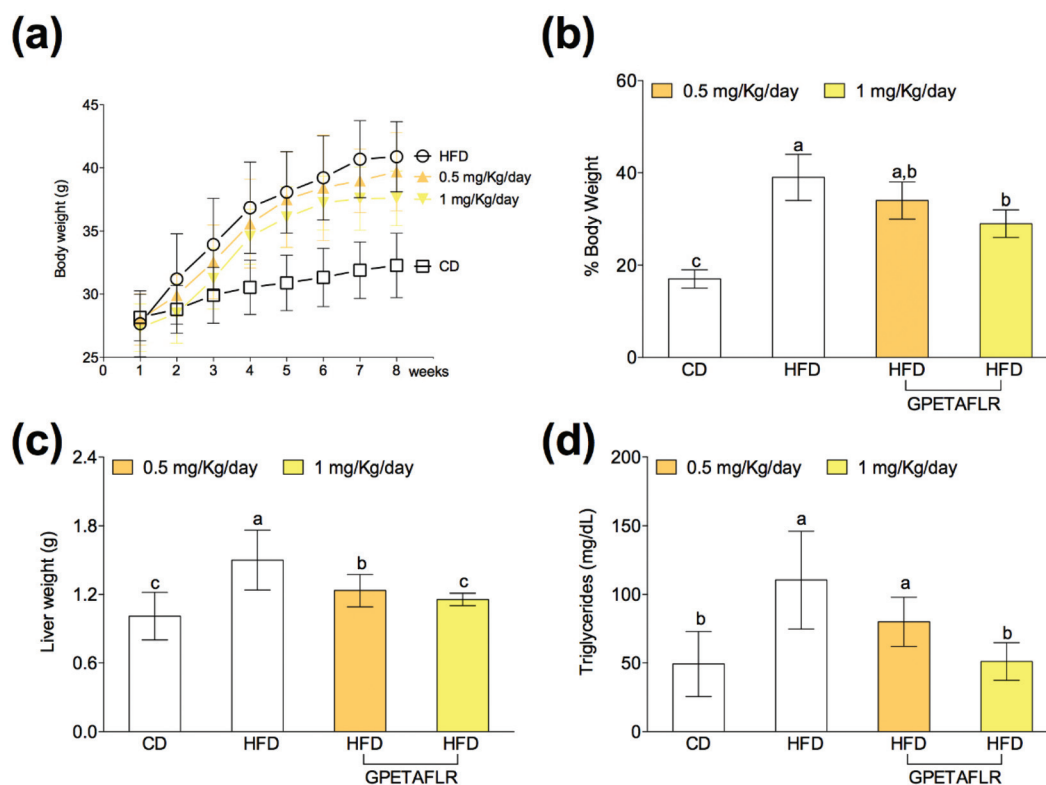 (a)
45
40
35
30
25
Body weight (g)
HFD
0.5 mg/Kg/day
1 mg/Kg/day
CD
0 1 2 3 4 5 6 7 8 weeks
(b)
0.5 mg/Kg/day 1 mg/Kg/day
60
40
20
0
% Body Weight
c a a,b b
CD HFD HFD HFD
GPETAFLR
(c)
0.5 mg/Kg/day 1 mg/Kg/day
2.4
1.8
1.2
0.6
0.0
Liver weight (g)
c a b c
CD HFD HFD HFD
GPETAFLR
(d)
0.5 mg/Kg/day 1 mg/Kg/day
200
150
100
50
0
Triglycerides (mg/dL)
b a a b
CD HFD HFD HFD
GPETAFLR